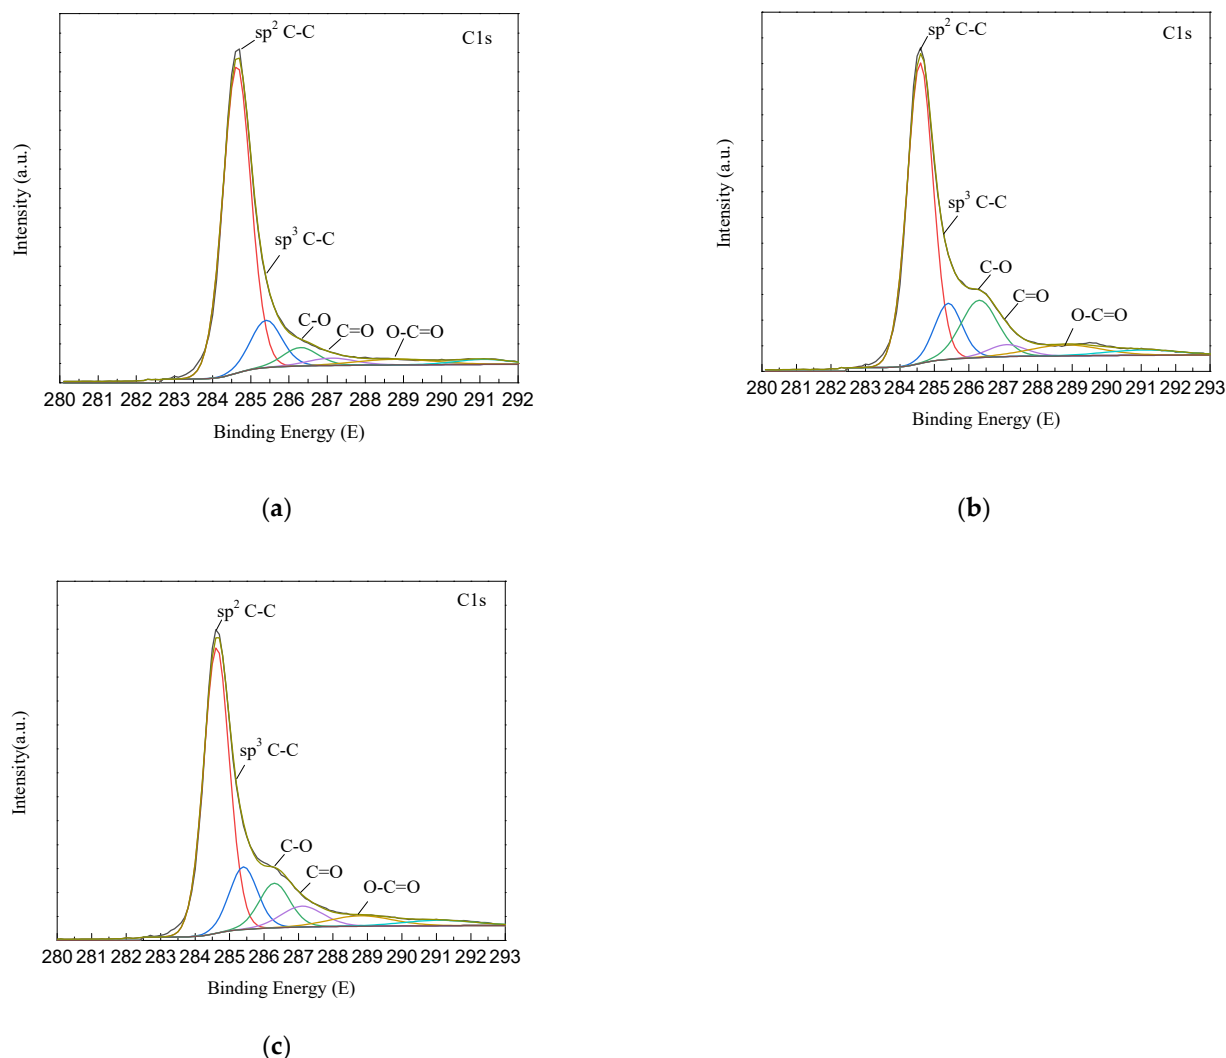 sp² C-C
C1s
sp³ C-C
C-O
C=O
O-C=O
Intensity (a.u.)
280 281 282 283 284 285 286 287 288 289 290 291 292
Binding Energy (E)
(a)
sp² C-C
C1s
sp³ C-C
C-O
C=O
O-C=O
Intensity (a.u.)
280 281 282 283 284 285 286 287 288 289 290 291 292 293
Binding Energy (E)
(b)
sp² C-C
C1s
sp³ C-C
C-O
C=O
O-C=O
Intensity(a.u.)
280 281 282 283 284 285 286 287 288 289 290 291 292 293
Binding Energy (E)
(c)